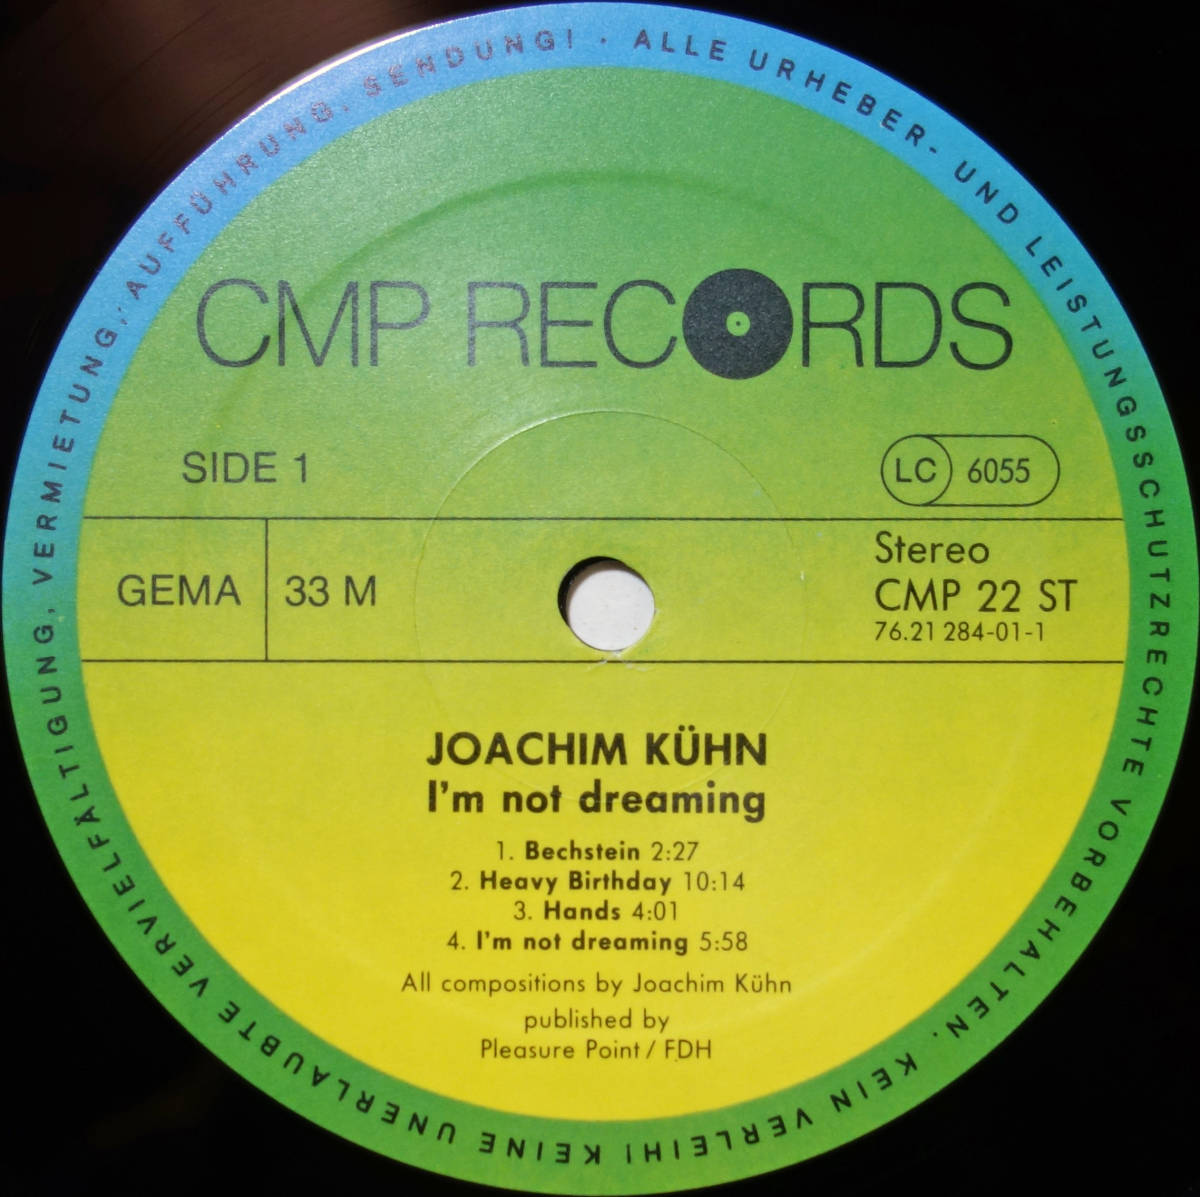 ALLE URHEBER- UND LEISTUNGSSCHUTZRECHTE VORBEHALTEN. KEIN VERLEIH! KEINE UNERLAUBTE VERVIELFÄLTIGUNG, VERMIETUNG, AUFFÜHRUNG, SENDUNG! ·
CMP RECORDS
SIDE 1
LC 6055
GEMA 33 M
Stereo
CMP 22 ST
76.21 284-01-1
JOACHIM KÜHN
I'm not dreaming
1. Bechstein 2:27
2. Heavy Birthday 10:14
3. Hands 4:01
4. I'm not dreaming 5:58
All compositions by Joachim Kühn
published by
Pleasure Point / FDH